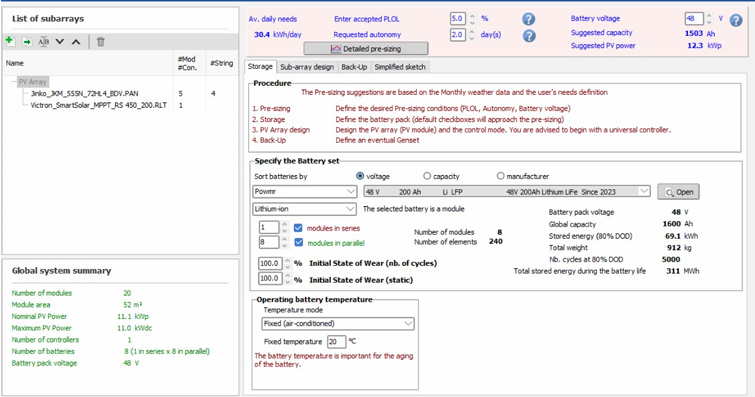 List of subarrays
Name #Mod #String
#Con.
PV Array
Jinko_JKM_555N_72HL4_BDV.PAN 5 4
Victron_SmartSolar_MPPT_RS 450_200.RLT 1
Global system summary
Number of modules 20
Module area 52 m²
Nominal PV Power 11.1 kWp
Maximum PV Power 11.0 kWdc
Number of controllers 1
Number of batteries 8 (1 in series x 8 in parallel)
Battery pack voltage 48 V
Av. daily needs Enter accepted PLOL 5.0 % ? Battery voltage 48 V ?
30.4 kWh/day Requested autonomy 2.0 day(s) ? Suggested capacity 1503 Ah
Detailed pre-sizing Suggested PV power 12.3 kWp
Storage Sub-array design Back-Up Simplified sketch
Procedure
The Pre-sizing suggestions are based on the Monthly weather data and the user's needs definition
1. Pre-sizing Define the desired Pre-sizing conditions (PLOL, Autonomy, Battery voltage)
2. Storage Define the battery pack (default checkboxes will approach the pre-sizing)
3. PV Array design Design the PV array (PV module) and the control mode. You are advised to begin with a universal controller.
4. Back-Up Define an eventual Genset
Specify the Battery set
Sort batteries by voltage capacity manufacturer
Powmr 48 V 200 Ah Li LFP 48V 200Ah Lithium LiFe Since 2023 Open
Lithium-ion The selected battery is a module
1 modules in series
8 modules in parallel
Number of modules 8
Number of elements 240
100.0 % Initial State of Wear (nb. of cycles)
100.0 % Initial State of Wear (static)
Battery pack voltage 48 V
Global capacity 1600 Ah
Stored energy (80% DOD) 69.1 kWh
Total weight 912 kg
Nb. cycles at 80% DOD 5000
Total stored energy during the battery life 311 MWh
Operating battery temperature
Temperature mode
Fixed (air-conditioned)
Fixed temperature 20 °C
The battery temperature is important for the aging
of the battery.